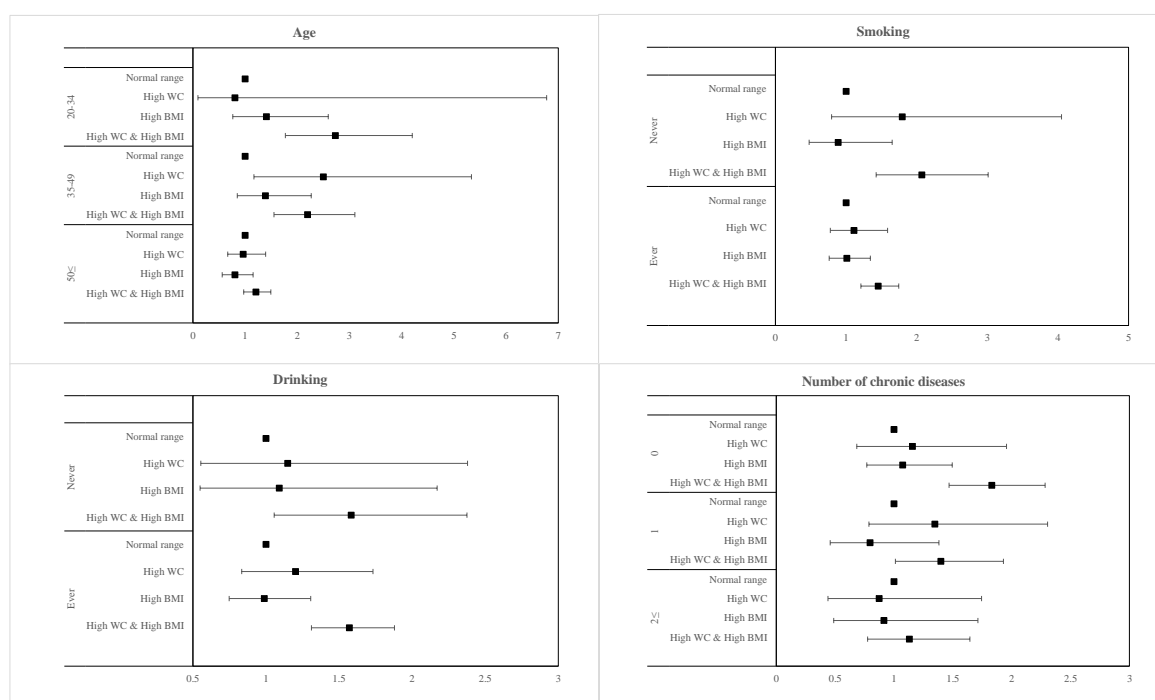 Age
20-34
Normal range
High WC
High BMI
High WC & High BMI
35-49
Normal range
High WC
High BMI
High WC & High BMI
50≤
Normal range
High WC
High BMI
High WC & High BMI
0 1 2 3 4 5 6 7
Smoking
Never
Normal range
High WC
High BMI
High WC & High BMI
Ever
Normal range
High WC
High BMI
High WC & High BMI
0 1 2 3 4 5
Drinking
Never
Normal range
High WC
High BMI
High WC & High BMI
Ever
Normal range
High WC
High BMI
High WC & High BMI
0.5 1 1.5 2 2.5 3
Number of chronic diseases
0
Normal range
High WC
High BMI
High WC & High BMI
1
Normal range
High WC
High BMI
High WC & High BMI
2≤
Normal range
High WC
High BMI
High WC & High BMI
0 0.5 1 1.5 2 2.5 3